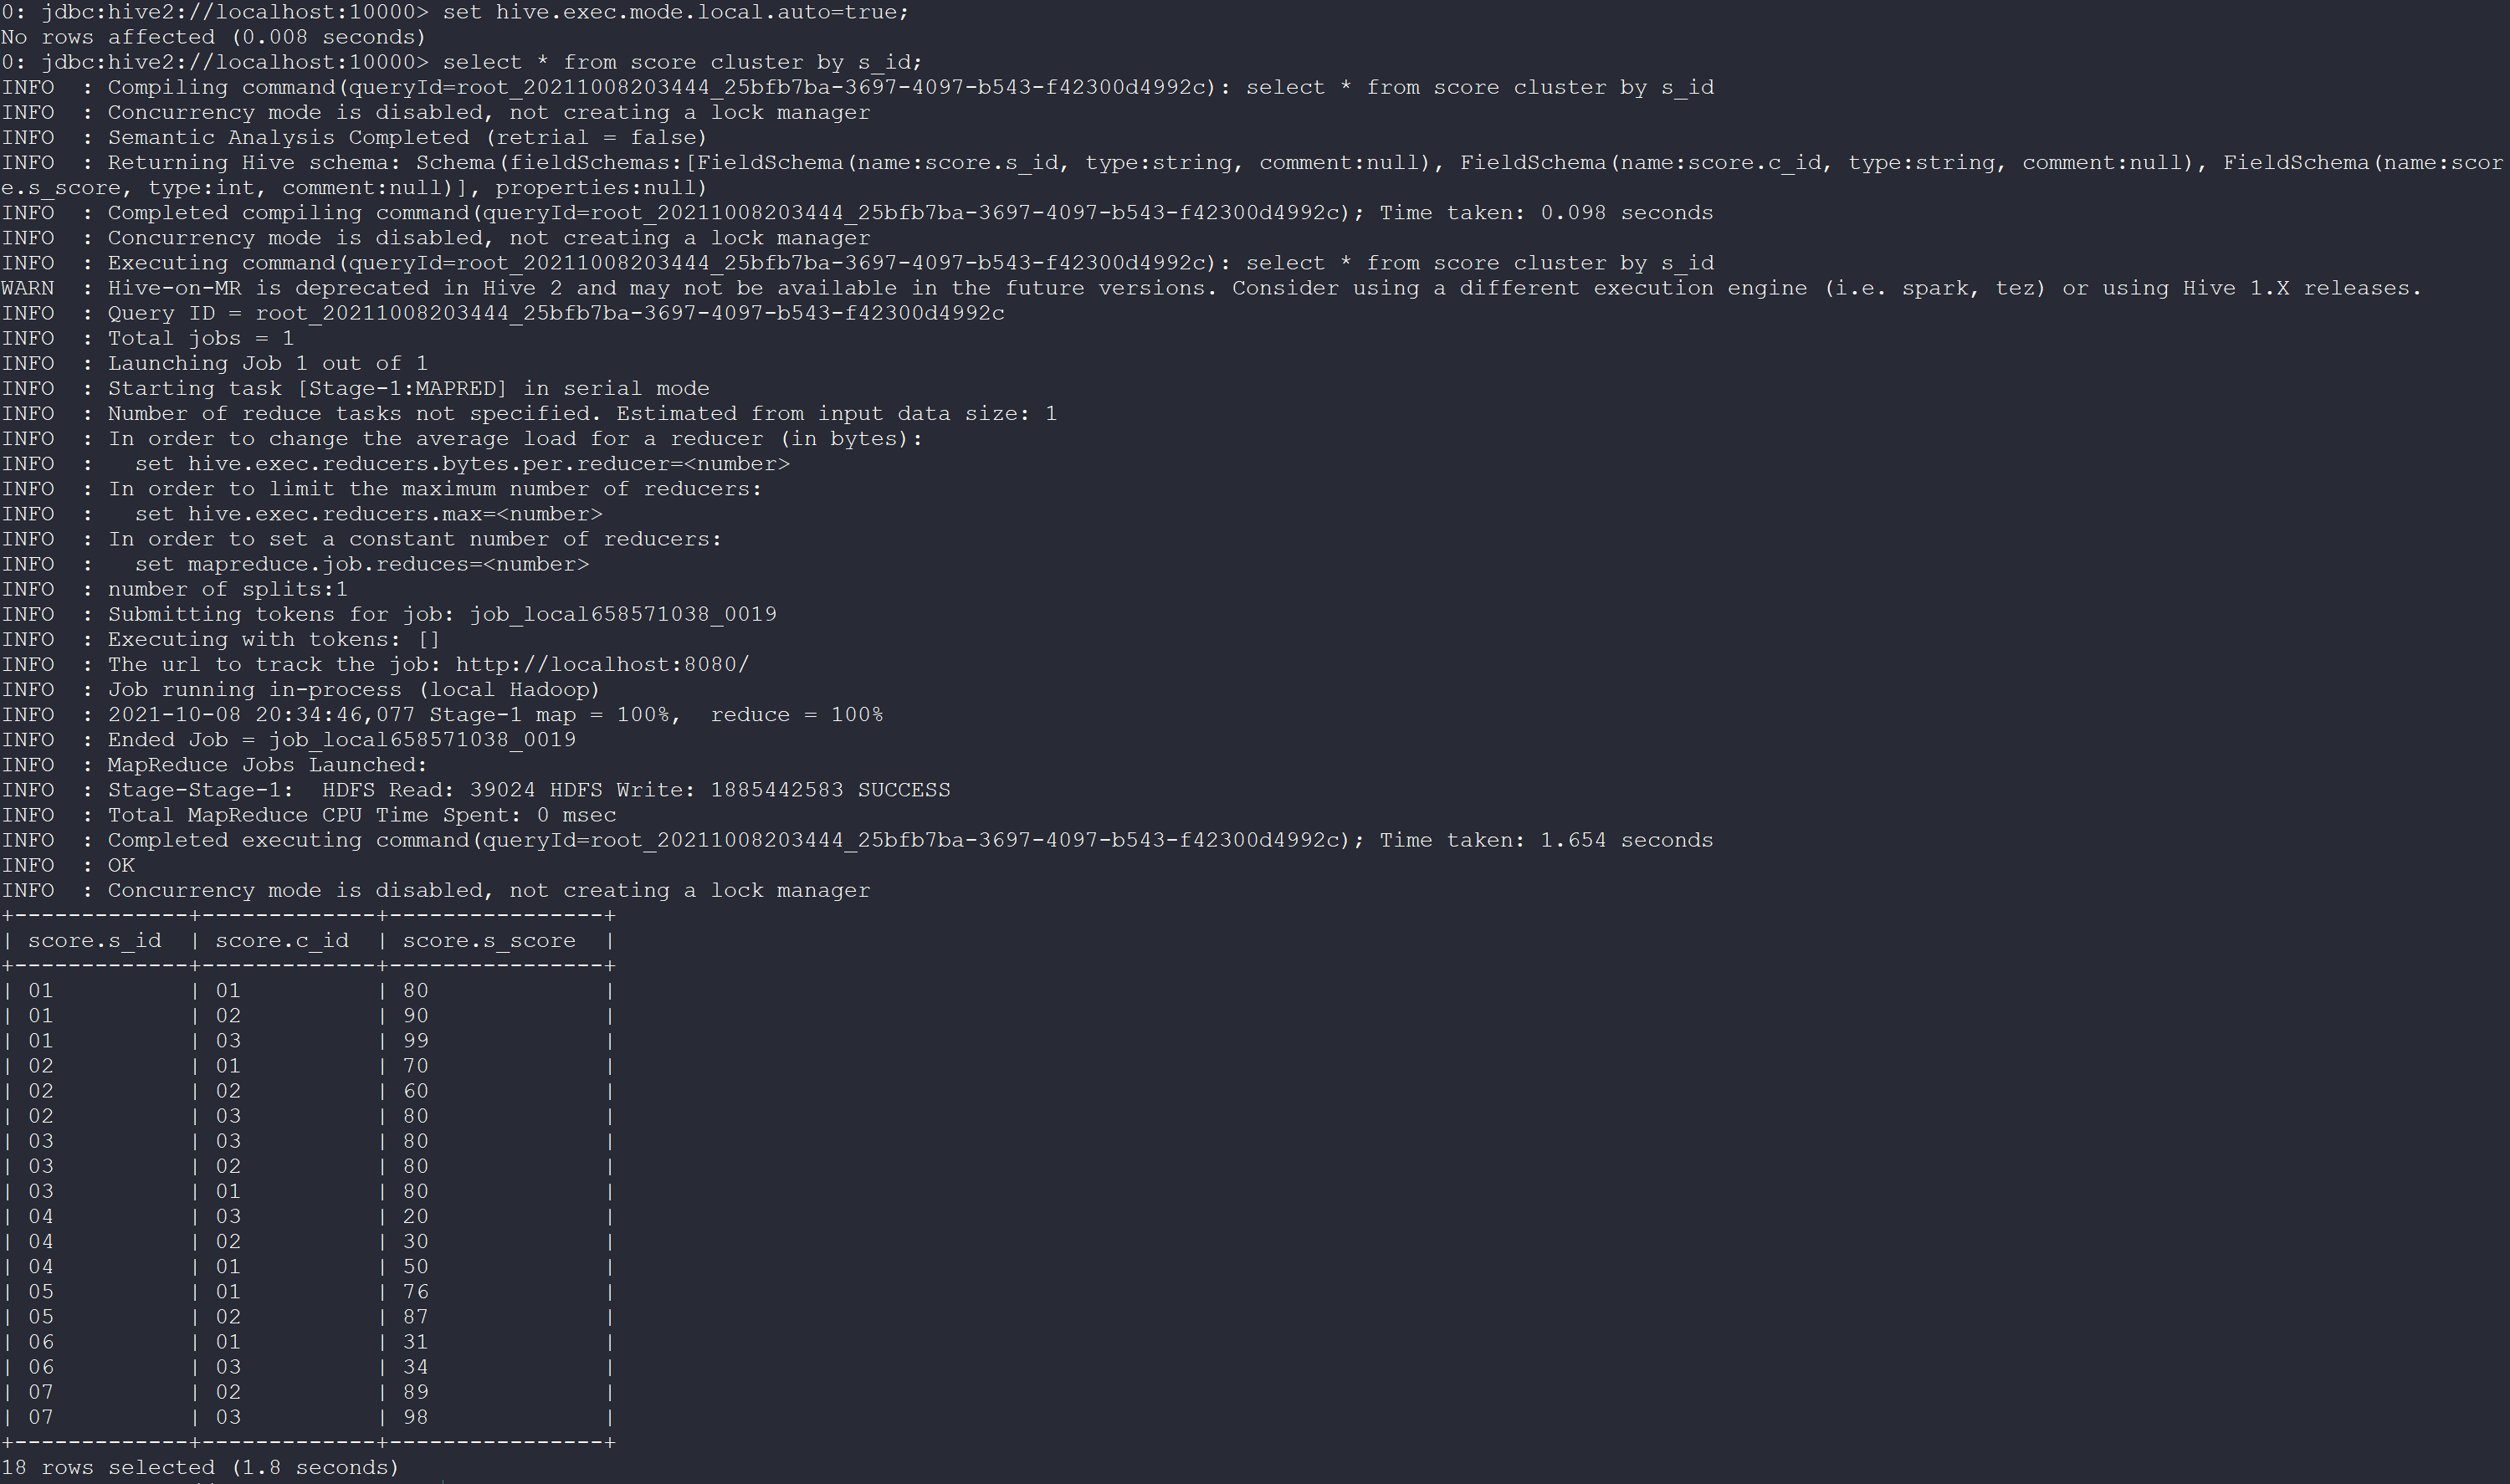 0: jdbc:hive2://localhost:10000> set hive.exec.mode.local.auto=true;
No rows affected (0.008 seconds)
0: jdbc:hive2://localhost:10000> select * from score cluster by s_id;
INFO  : Compiling command(queryId=root_20211008203444_25bfb7ba-3697-4097-b543-f42300d4992c): select * from score cluster by s_id
INFO  : Concurrency mode is disabled, not creating a lock manager
INFO  : Semantic Analysis Completed (retrial = false)
INFO  : Returning Hive schema: Schema(fieldSchemas:[FieldSchema(name:score.s_id, type:string, comment:null), FieldSchema(name:score.c_id, type:string, comment:null), FieldSchema(name:scor
e.s_score, type:int, comment:null)], properties:null)
INFO  : Completed compiling command(queryId=root_20211008203444_25bfb7ba-3697-4097-b543-f42300d4992c); Time taken: 0.098 seconds
INFO  : Concurrency mode is disabled, not creating a lock manager
INFO  : Executing command(queryId=root_20211008203444_25bfb7ba-3697-4097-b543-f42300d4992c): select * from score cluster by s_id
WARN  : Hive-on-MR is deprecated in Hive 2 and may not be available in the future versions. Consider using a different execution engine (i.e. spark, tez) or using Hive 1.X releases.
INFO  : Query ID = root_20211008203444_25bfb7ba-3697-4097-b543-f42300d4992c
INFO  : Total jobs = 1
INFO  : Launching Job 1 out of 1
INFO  : Starting task [Stage-1:MAPRED] in serial mode
INFO  : Number of reduce tasks not specified. Estimated from input data size: 1
INFO  : In order to change the average load for a reducer (in bytes):
INFO  :   set hive.exec.reducers.bytes.per.reducer=<number>
INFO  : In order to limit the maximum number of reducers:
INFO  :   set hive.exec.reducers.max=<number>
INFO  : In order to set a constant number of reducers:
INFO  :   set mapreduce.job.reduces=<number>
INFO  : number of splits:1
INFO  : Submitting tokens for job: job_local658571038_0019
INFO  : Executing with tokens: []
INFO  : The url to track the job: http://localhost:8080/
INFO  : Job running in-process (local Hadoop)
INFO  : 2021-10-08 20:34:46,077 Stage-1 map = 100%,  reduce = 100%
INFO  : Ended Job = job_local658571038_0019
INFO  : MapReduce Jobs Launched:
INFO  : Stage-Stage-1:  HDFS Read: 39024 HDFS Write: 1885442583 SUCCESS
INFO  : Total MapReduce CPU Time Spent: 0 msec
INFO  : Completed executing command(queryId=root_20211008203444_25bfb7ba-3697-4097-b543-f42300d4992c); Time taken: 1.654 seconds
INFO  : OK
INFO  : Concurrency mode is disabled, not creating a lock manager
+-------------+-------------+----------------+
| score.s_id  | score.c_id  | score.s_score  |
+-------------+-------------+----------------+
| 01          | 01          | 80             |
| 01          | 02          | 90             |
| 01          | 03          | 99             |
| 02          | 01          | 70             |
| 02          | 02          | 60             |
| 02          | 03          | 80             |
| 03          | 03          | 80             |
| 03          | 02          | 80             |
| 03          | 01          | 80             |
| 04          | 03          | 20             |
| 04          | 02          | 30             |
| 04          | 01          | 50             |
| 05          | 01          | 76             |
| 05          | 02          | 87             |
| 06          | 01          | 31             |
| 06          | 03          | 34             |
| 07          | 02          | 89             |
| 07          | 03          | 98             |
+-------------+-------------+----------------+
18 rows selected (1.8 seconds)